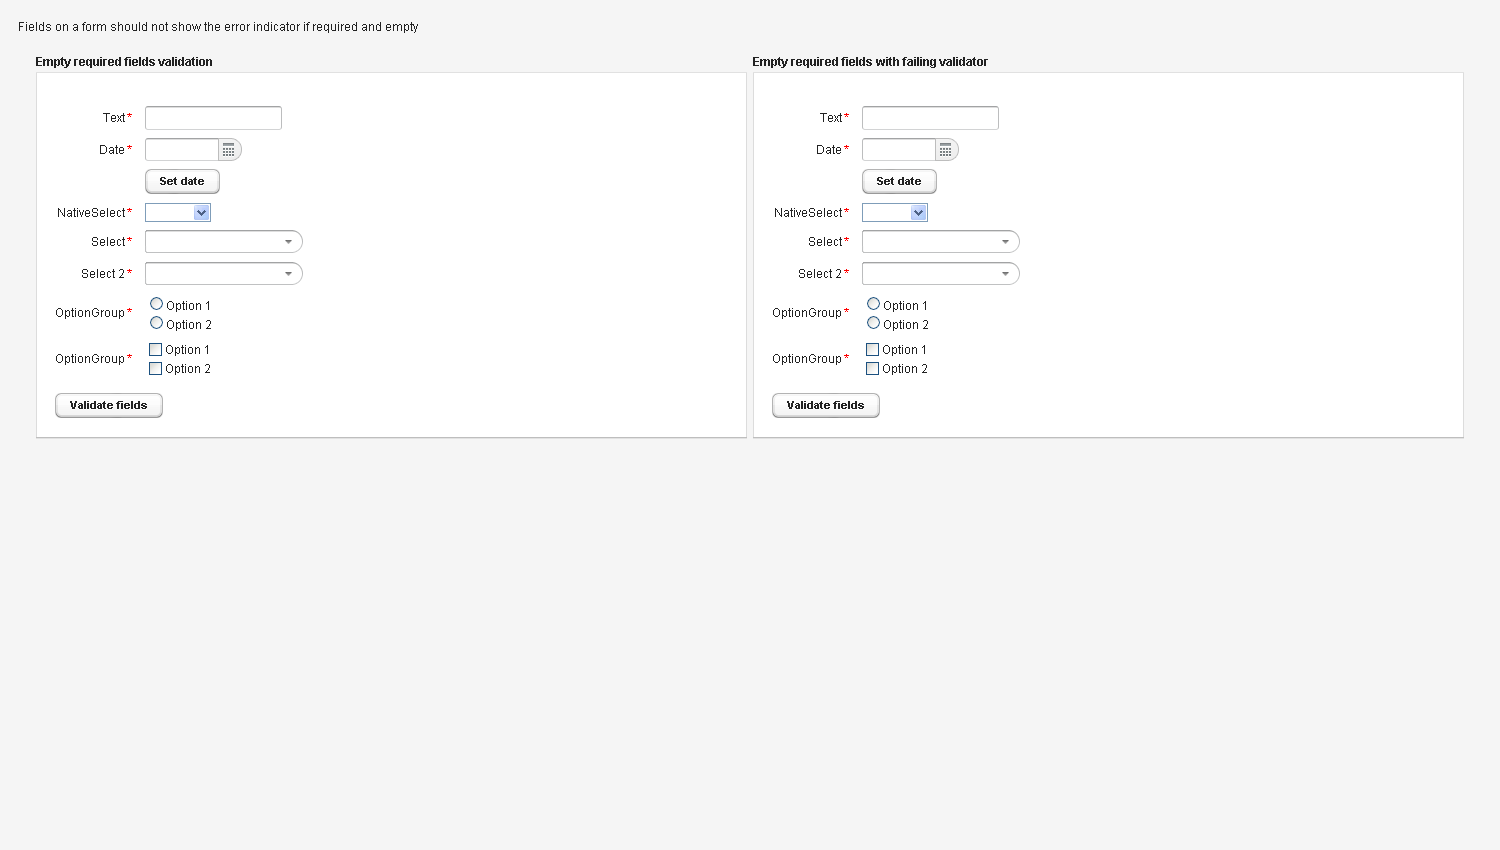 Fields on a form should not show the error indicator if required and empty
Empty required fields validation
Text*
Date*
Set date
NativeSelect*
Select*
Select 2*
OptionGroup*
Option 1
Option 2
OptionGroup*
Option 1
Option 2
Validate fields
Empty required fields with failing validator
Text*
Date*
Set date
NativeSelect*
Select*
Select 2*
OptionGroup*
Option 1
Option 2
OptionGroup*
Option 1
Option 2
Validate fields